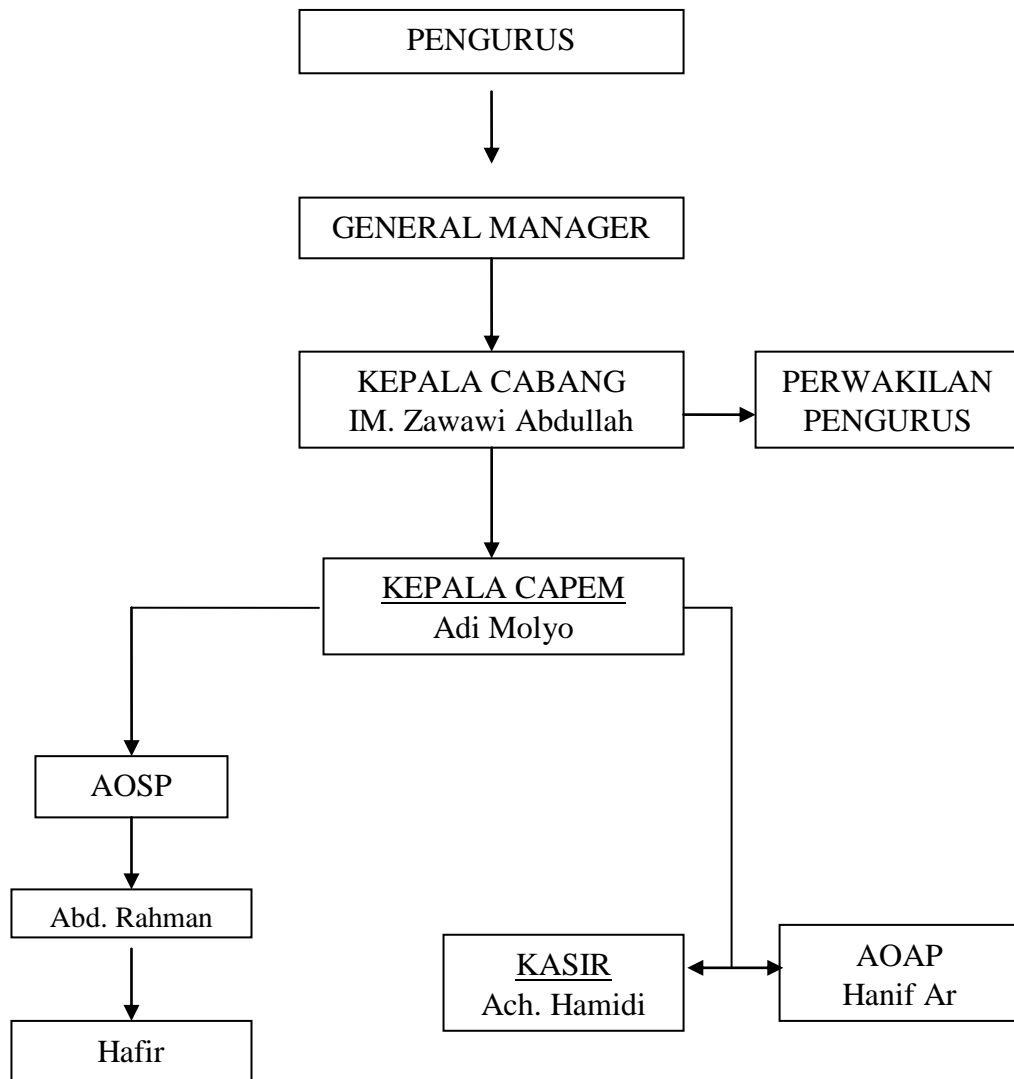 PENGURUS
GENERAL MANAGER
KEPALA CABANG
IM. Zawawi Abdullah
PERWAKILAN
PENGURUS
KEPALA CAPEM
Adi Molyo
AOSP
Abd. Rahman
Hafir
KASIR
Ach. Hamidi
AOAP
Hanif Ar